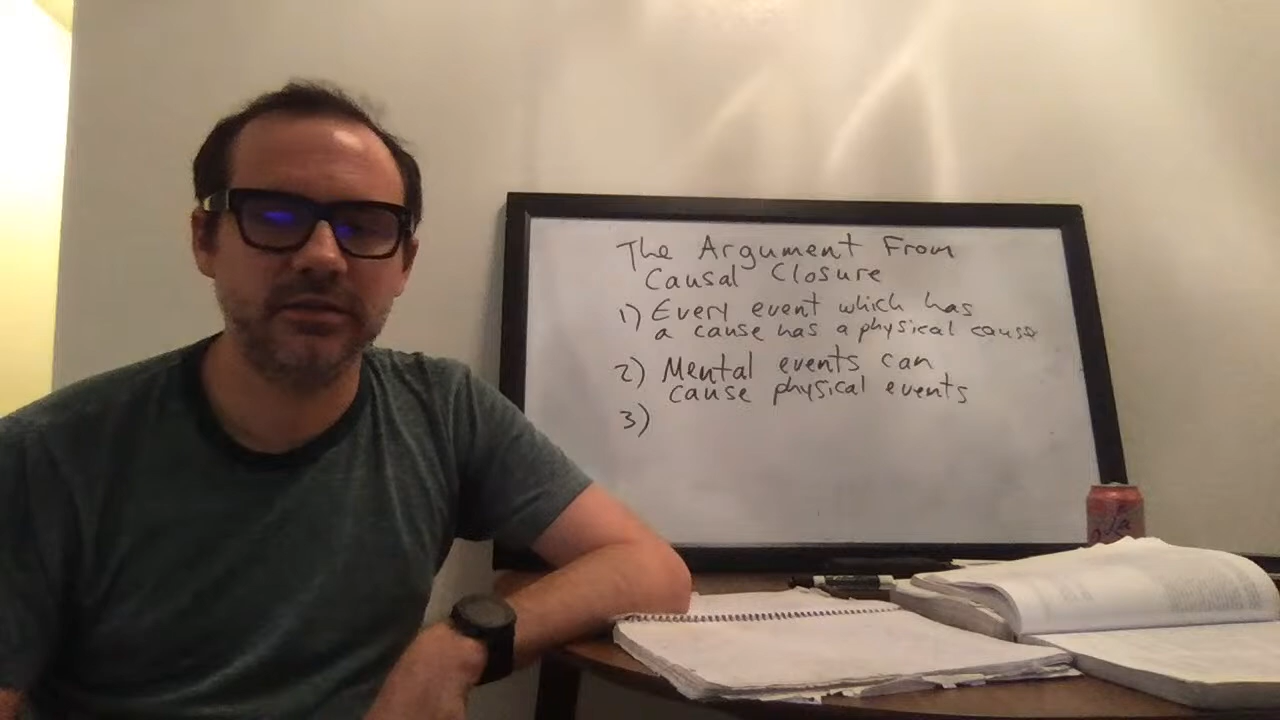 The Argument From
Causal Closure
1) Every event which has
a cause has a physical cause
2) Mental events can
cause physical events
3)